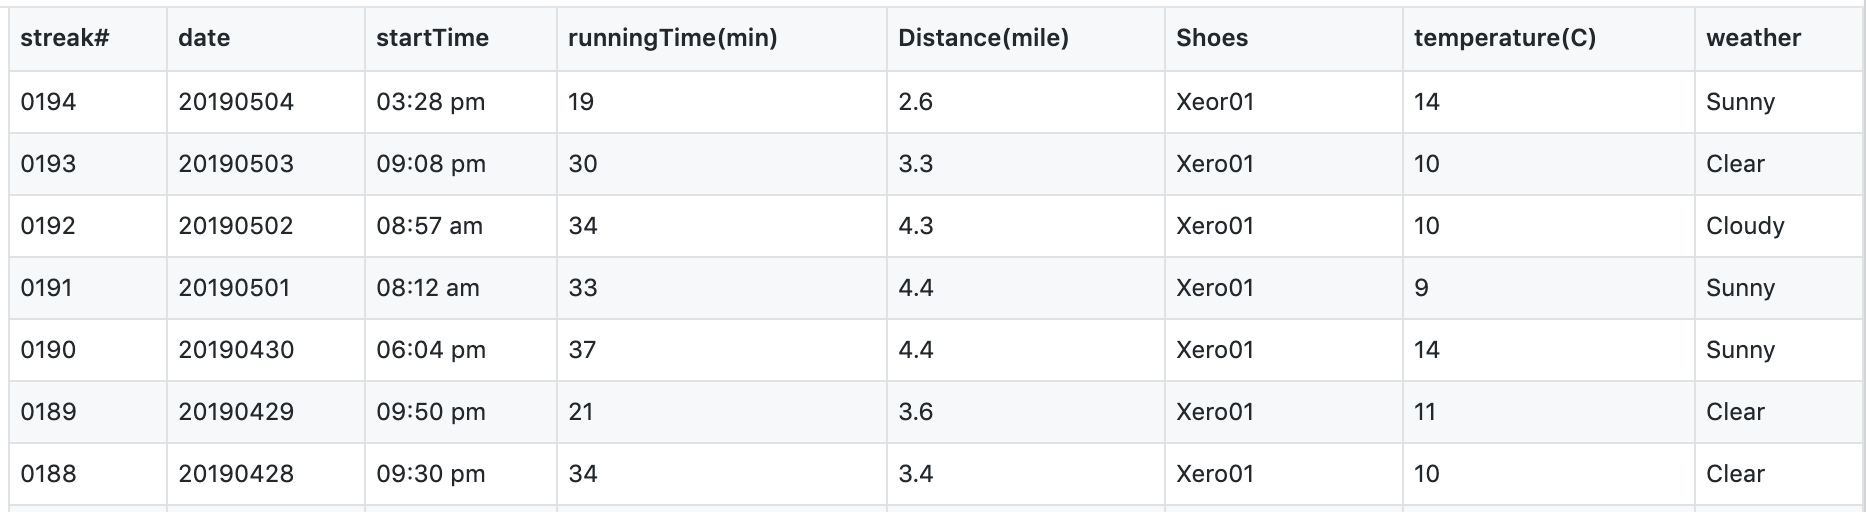 streak# date startTime runningTime(min) Distance(mile) Shoes temperature(C) weather
0194 20190504 03:28 pm 19 2.6 Xeor01 14 Sunny
0193 20190503 09:08 pm 30 3.3 Xero01 10 Clear
0192 20190502 08:57 am 34 4.3 Xero01 10 Cloudy
0191 20190501 08:12 am 33 4.4 Xero01 9 Sunny
0190 20190430 06:04 pm 37 4.4 Xero01 14 Sunny
0189 20190429 09:50 pm 21 3.6 Xero01 11 Clear
0188 20190428 09:30 pm 34 3.4 Xero01 10 Clear